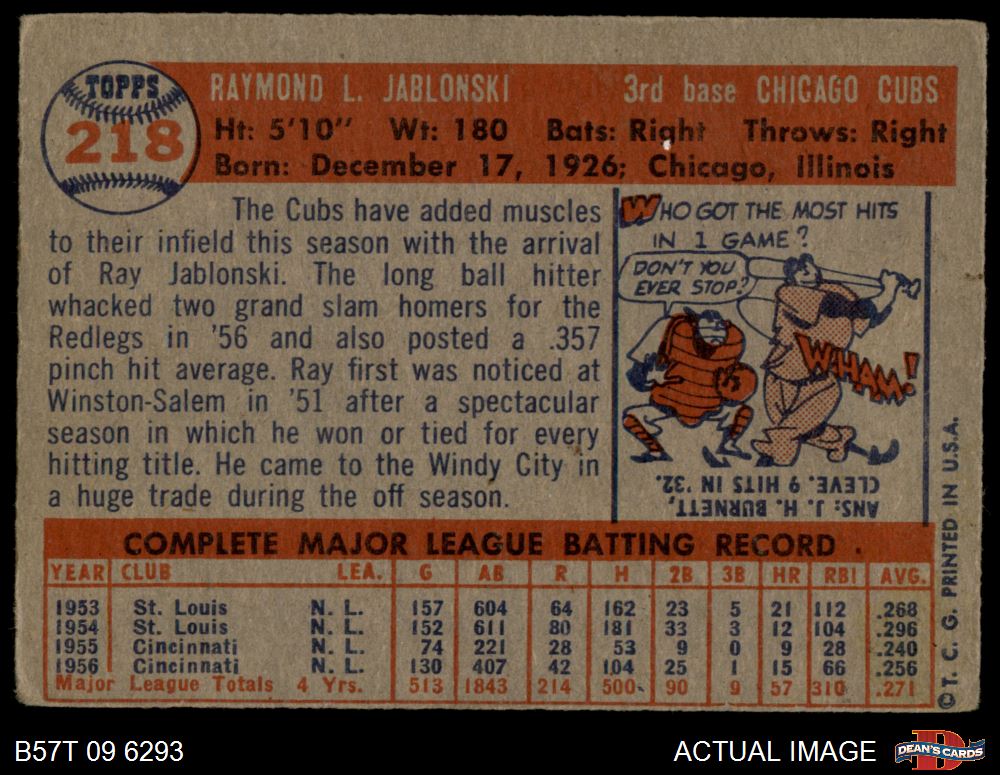 TOPPS
218
RAYMOND L. JABLONSKI 3rd base CHICAGO CUBS
Ht: 5'10" Wt: 180 Bats: Right Throws: Right
Born: December 17, 1926; Chicago, Illinois
The Cubs have added muscles
to their infield this season with the arrival
of Ray Jablonski. The long ball hitter
whacked two grand slam homers for the
Redlegs in '56 and also posted a .357
pinch hit average. Ray first was noticed at
Winston-Salem in '51 after a spectacular
season in which he won or tied for every
hitting title. He came to the Windy City in
a huge trade during the off season.
WHO GOT THE MOST HITS
IN 1 GAME?
DON'T YOU
EVER STOP?
WHAM!
ANS: J. H. BURNETT,
CLEVE. 9 HITS IN '32.
COMPLETE MAJOR LEAGUE BATTING RECORD
YEAR CLUB LEA. G AB R H 2B 3B HR RBI AVG.
1953 St. Louis N. L. 157 604 64 162 23 5 21 112 .268
1954 St. Louis N. L. 152 611 80 181 33 3 12 104 .296
1955 Cincinnati N. L. 74 221 28 53 9 0 9 28 .240
1956 Cincinnati N. L. 130 407 42 104 25 1 15 66 .256
Major League Totals 4 Yrs. 513 1843 214 500 90 9 57 310 .271
© T. C. G. PRINTED IN U.S.A.
B57T 09 6293 ACTUAL IMAGE
DEAN'S CARDS